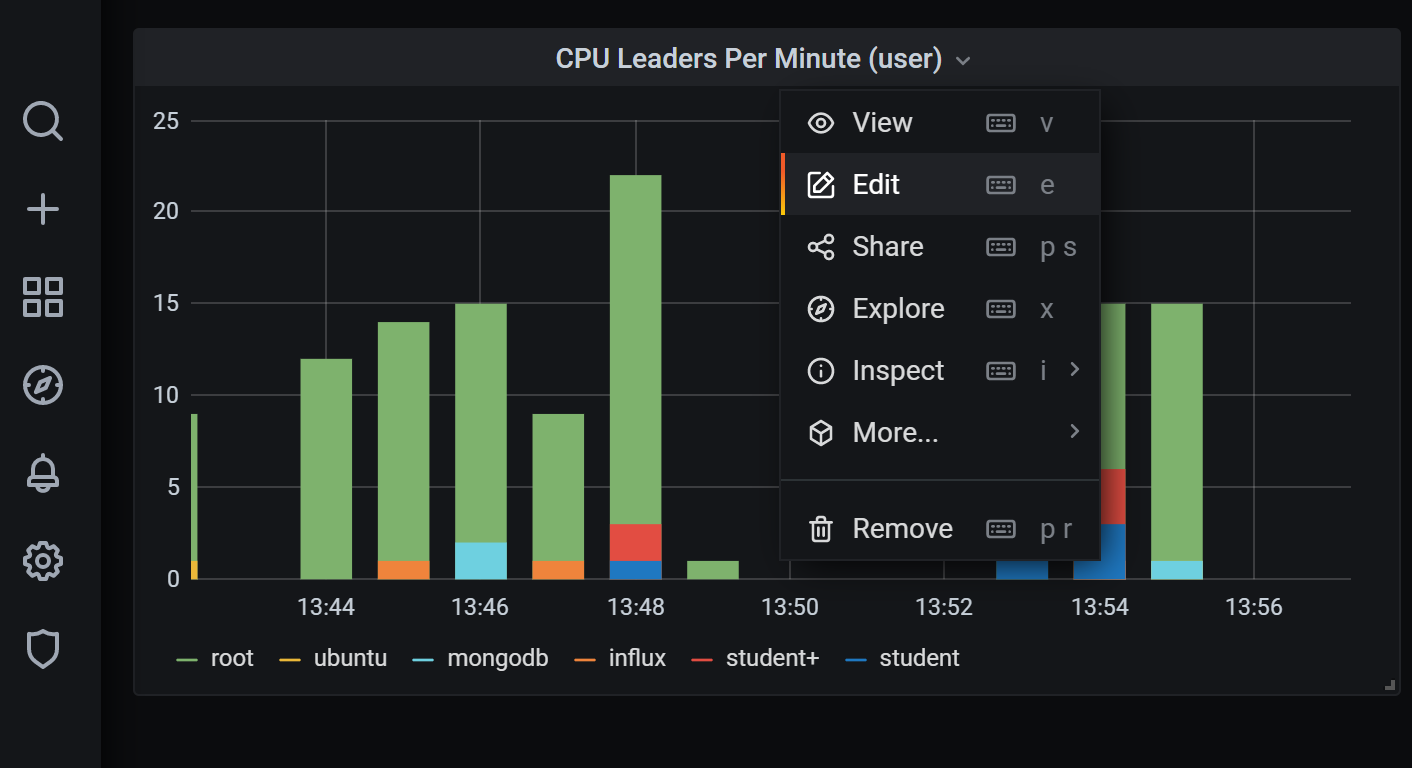 CPU Leaders Per Minute (user)
View v
Edit e
Share p s
Explore x
Inspect i
More...
Remove p r
25
20
15
10
5
0
13:44 13:46 13:48 13:50 13:52 13:54 13:56
root ubuntu mongodb influx student+ student